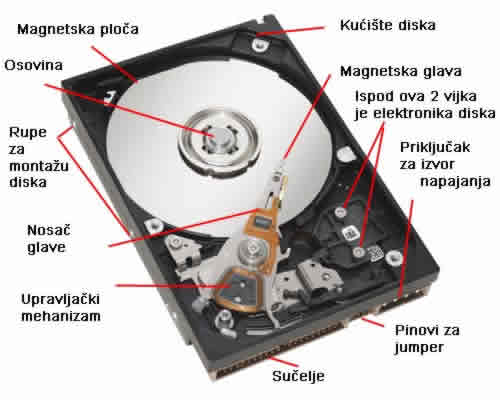 Magnetska ploča
Osovina
Rupe
za
montažu
diska
Nosač
glave
Upravljački
mehanizam
Sučelje
Kućište diska
Magnetska glava
Ispod ova 2 vijka
je elektronika diska
Priključak
za izvor
napajanja
Pinovi za
jumper